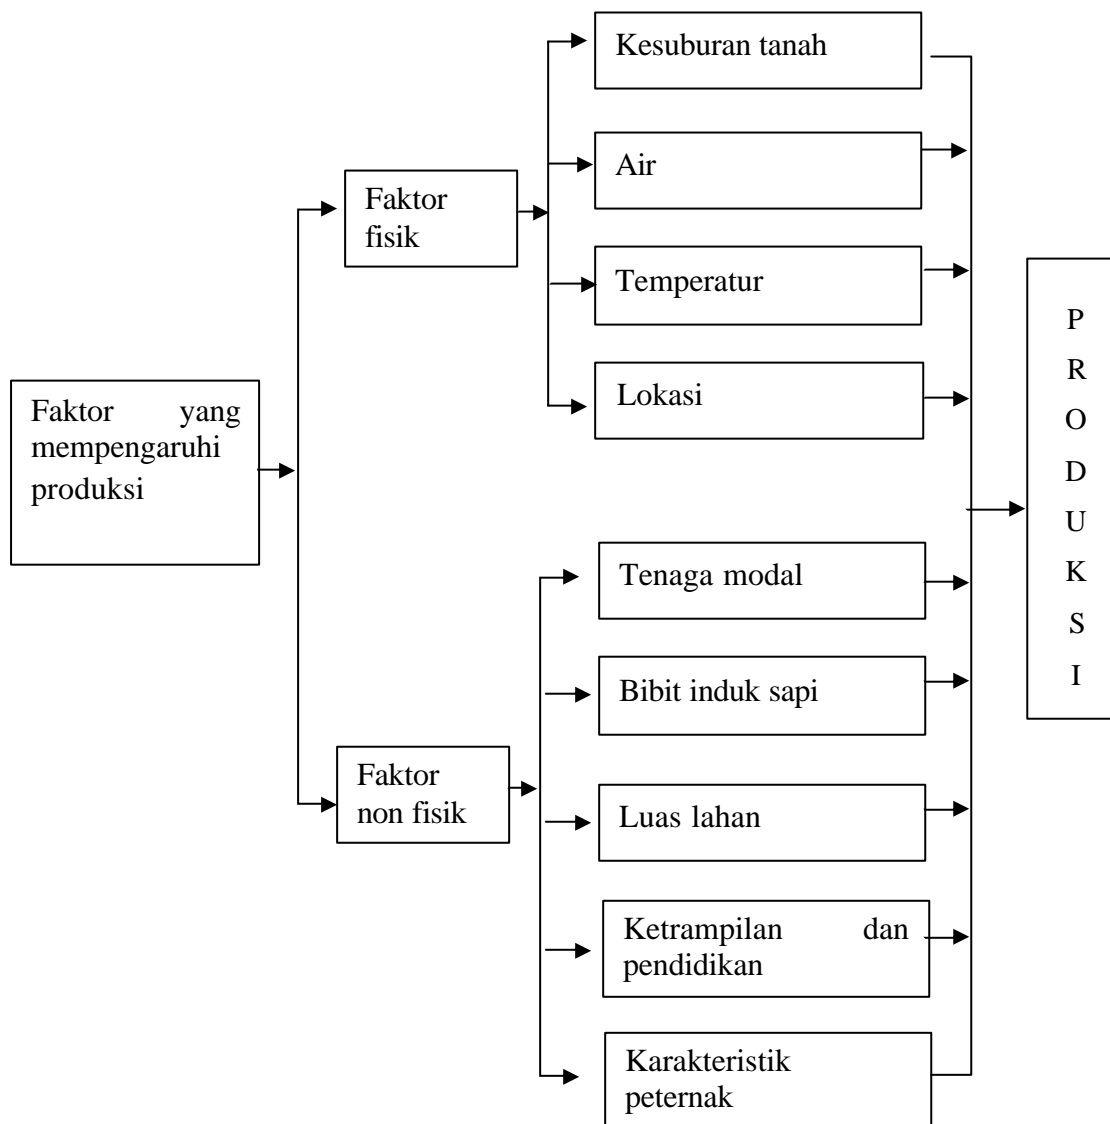 Faktor yang
mempengaruhi
produksi
Faktor
fisik
Kesuburan tanah
Air
Temperatur
Lokasi
Faktor
non fisik
Tenaga modal
Bibit induk sapi
Luas lahan
Ketrampilan dan
pendidikan
Karakteristik
peternak
P
R
O
D
U
K
S
I